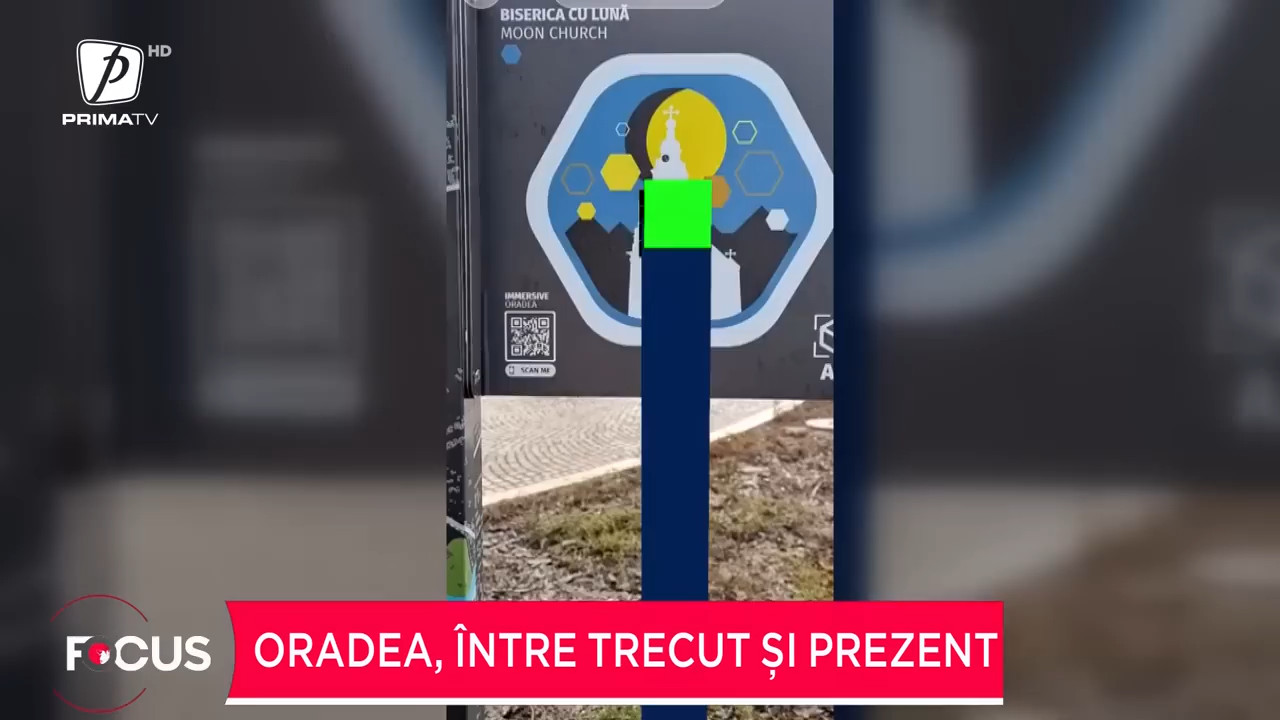 BISERICA CU LUNĂ
MOON CHURCH
HD
PRIMATV
IMMERSIVE
ORADEA
SCAN ME
FOCUS
ORADEA, ÎNTRE TRECUT ȘI PREZENT